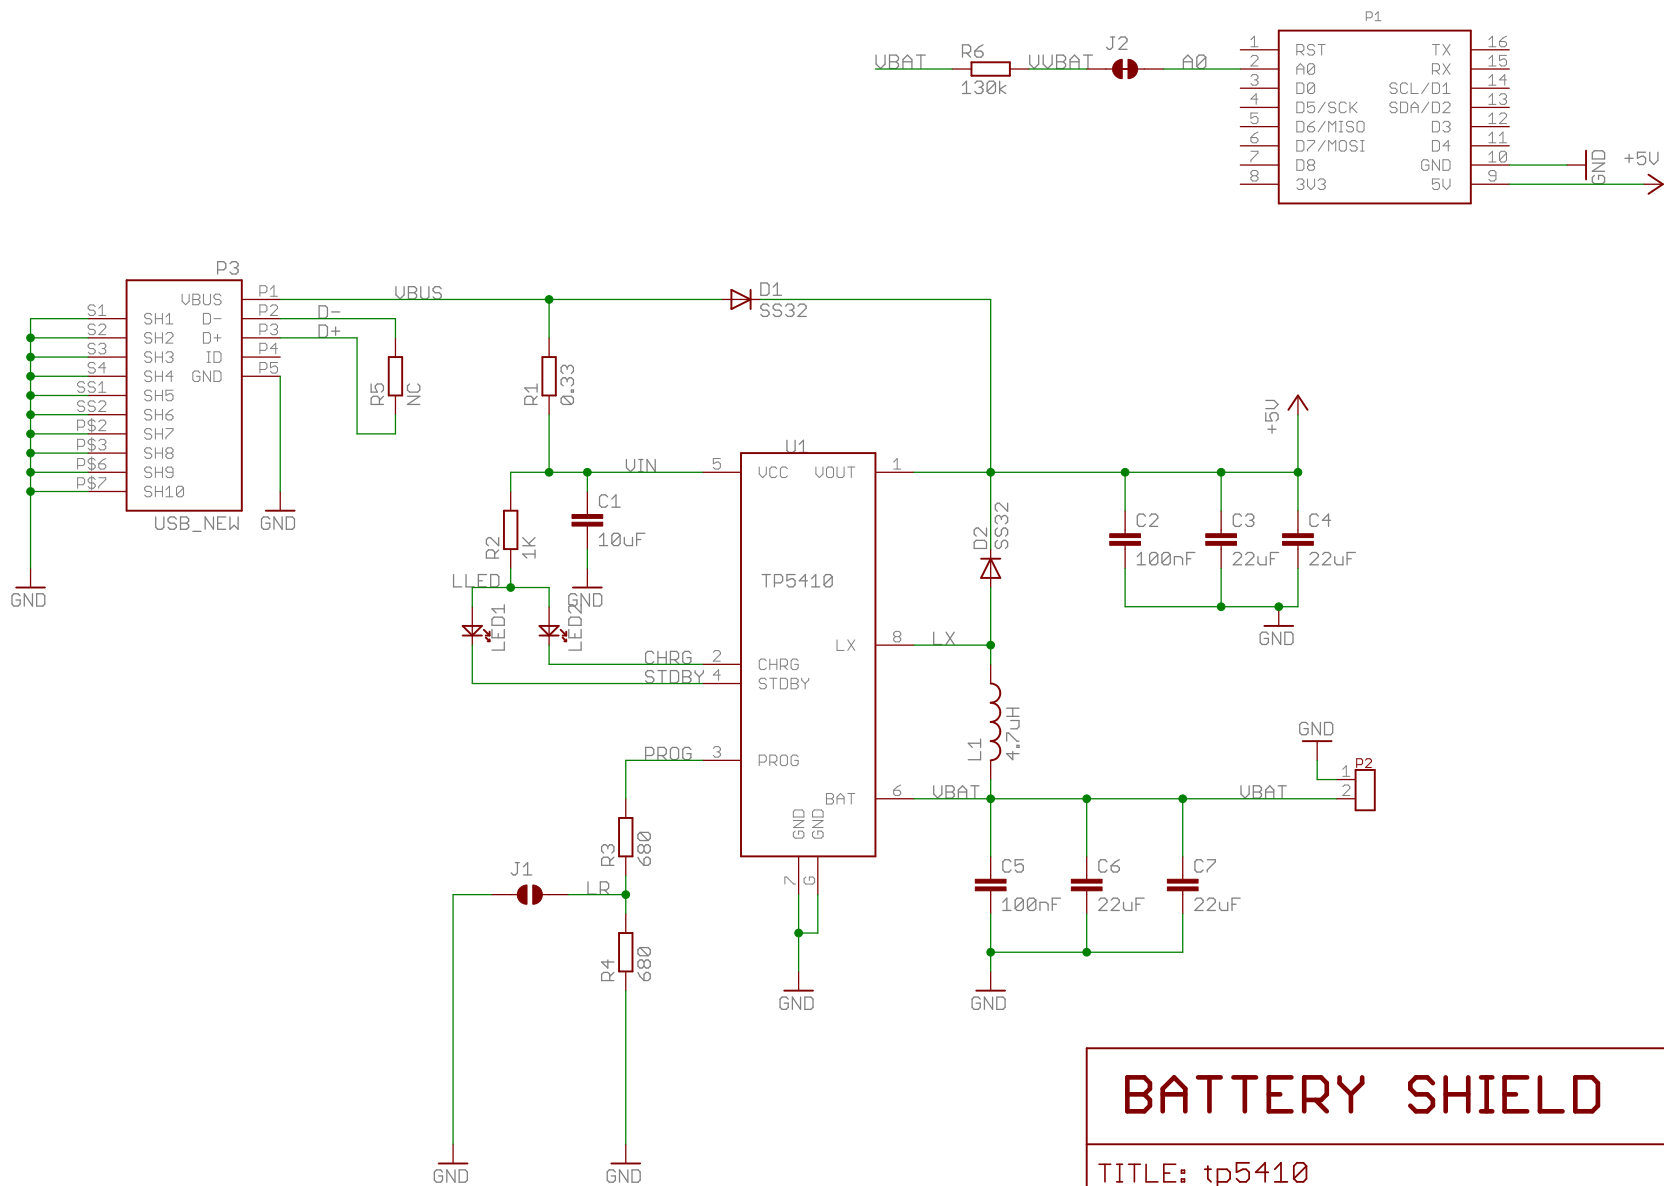 P1
1 RST TX 16
2 A0 RX 15
3 D0 SCL/D1 14
4 D5/SCK SDA/D2 13
5 D6/MISO D3 12
6 D7/MOSI D4 11
7 D8 GND 10
8 3V3 5V 9
GND
+5V
VBAT
R6
130k
VVBAT
J2
A0
P3
VBUS P1
S1 SH1 D- P2
S2 SH2 D+ P3
S3 SH3 ID P4
S4 SH4 GND P5
SS1 SH5
SS2 SH6
P$2 SH7
P$3 SH8
P$6 SH9
P$7 SH10
USB_NEW
GND
GND
D-
D+
R5
NC
VBUS
D1
SS32
R1
0.33
VIN
C1
10uF
GND
R2
1K
LLED
LED1
LED2
CHRG
STDBY
PROG
U1
5 VCC VOUT 1
TP5410
LX 8
2 CHRG
4 STDBY
3 PROG
BAT 6
GND
GND
7
G
GND
+5V
D2
SS32
C2
100nF
C3
22uF
C4
22uF
GND
LX
L1
4.7uH
VBAT
VBAT
GND
P2
1
2
C5
100nF
C6
22uF
C7
22uF
GND
R3
680
J1
LR
R4
680
GND
GND
BATTERY SHIELD
TITLE: tp5410